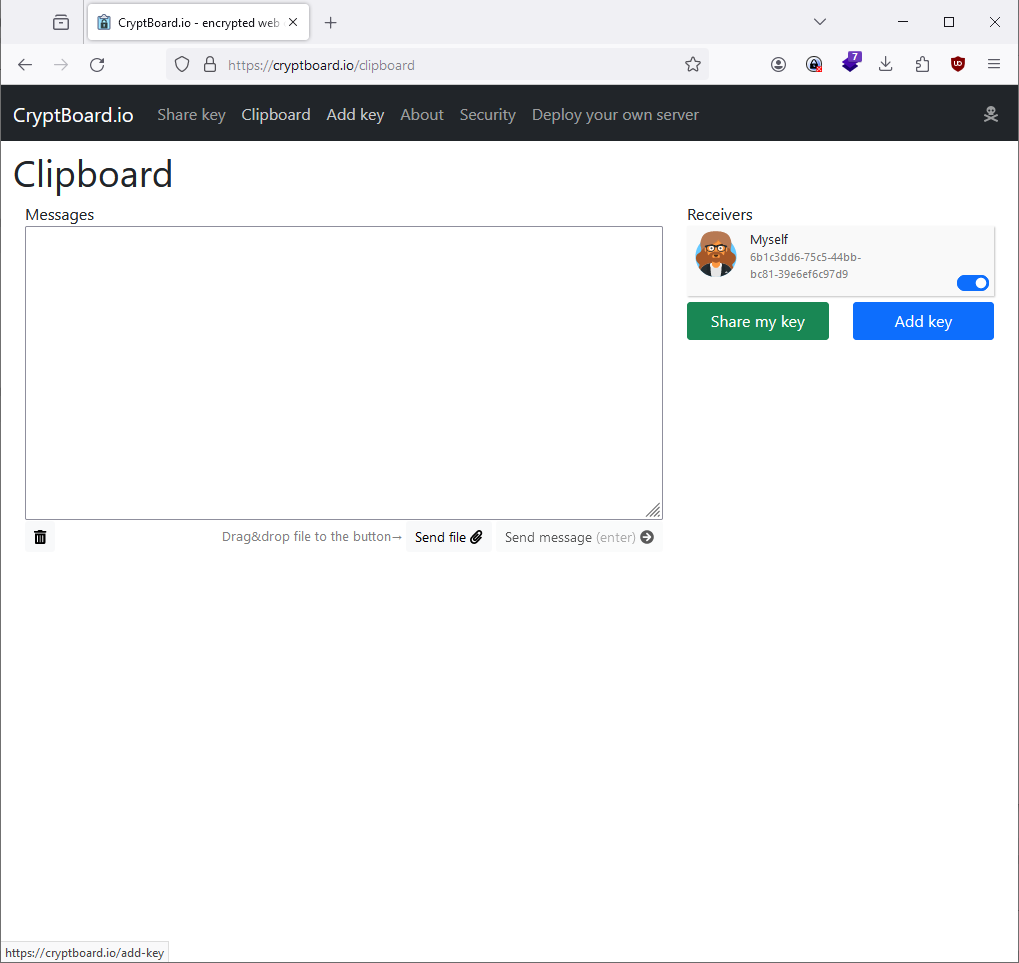 CryptBoard.io - encrypted web
https://cryptboard.io/clipboard
7
CryptBoard.io Share key Clipboard Add key About Security Deploy your own server
Clipboard
Messages
Receivers
Myself
6b1c3dd6-75c5-44bb-
bc81-39e6ef6c97d9
Share my key Add key
Drag&drop file to the button→ Send file Send message (enter)
https://cryptboard.io/add-key